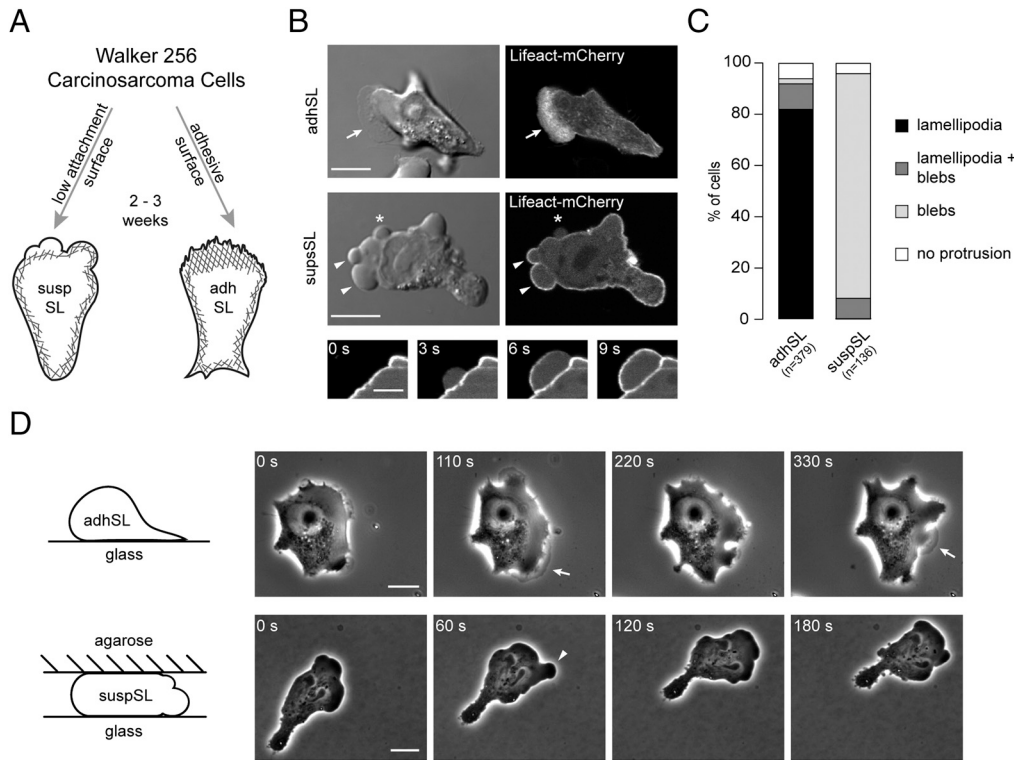 A
Walker 256
Carcinosarcoma Cells
low attachment
surface
adhesive
surface
2 - 3
weeks
susp
SL
adh
SL
B
adhSL
Lifeact-mCherry
supsSL
*
Lifeact-mCherry
*
0 s
3 s
6 s
9 s
C
% of cells
100
80
60
40
20
0
adhSL
(n=379)
suspSL
(n=136)
lamellipodia
lamellipodia +
blebs
blebs
no protrusion
D
adhSL
glass
0 s
110 s
220 s
330 s
agarose
suspSL
glass
0 s
60 s
120 s
180 s